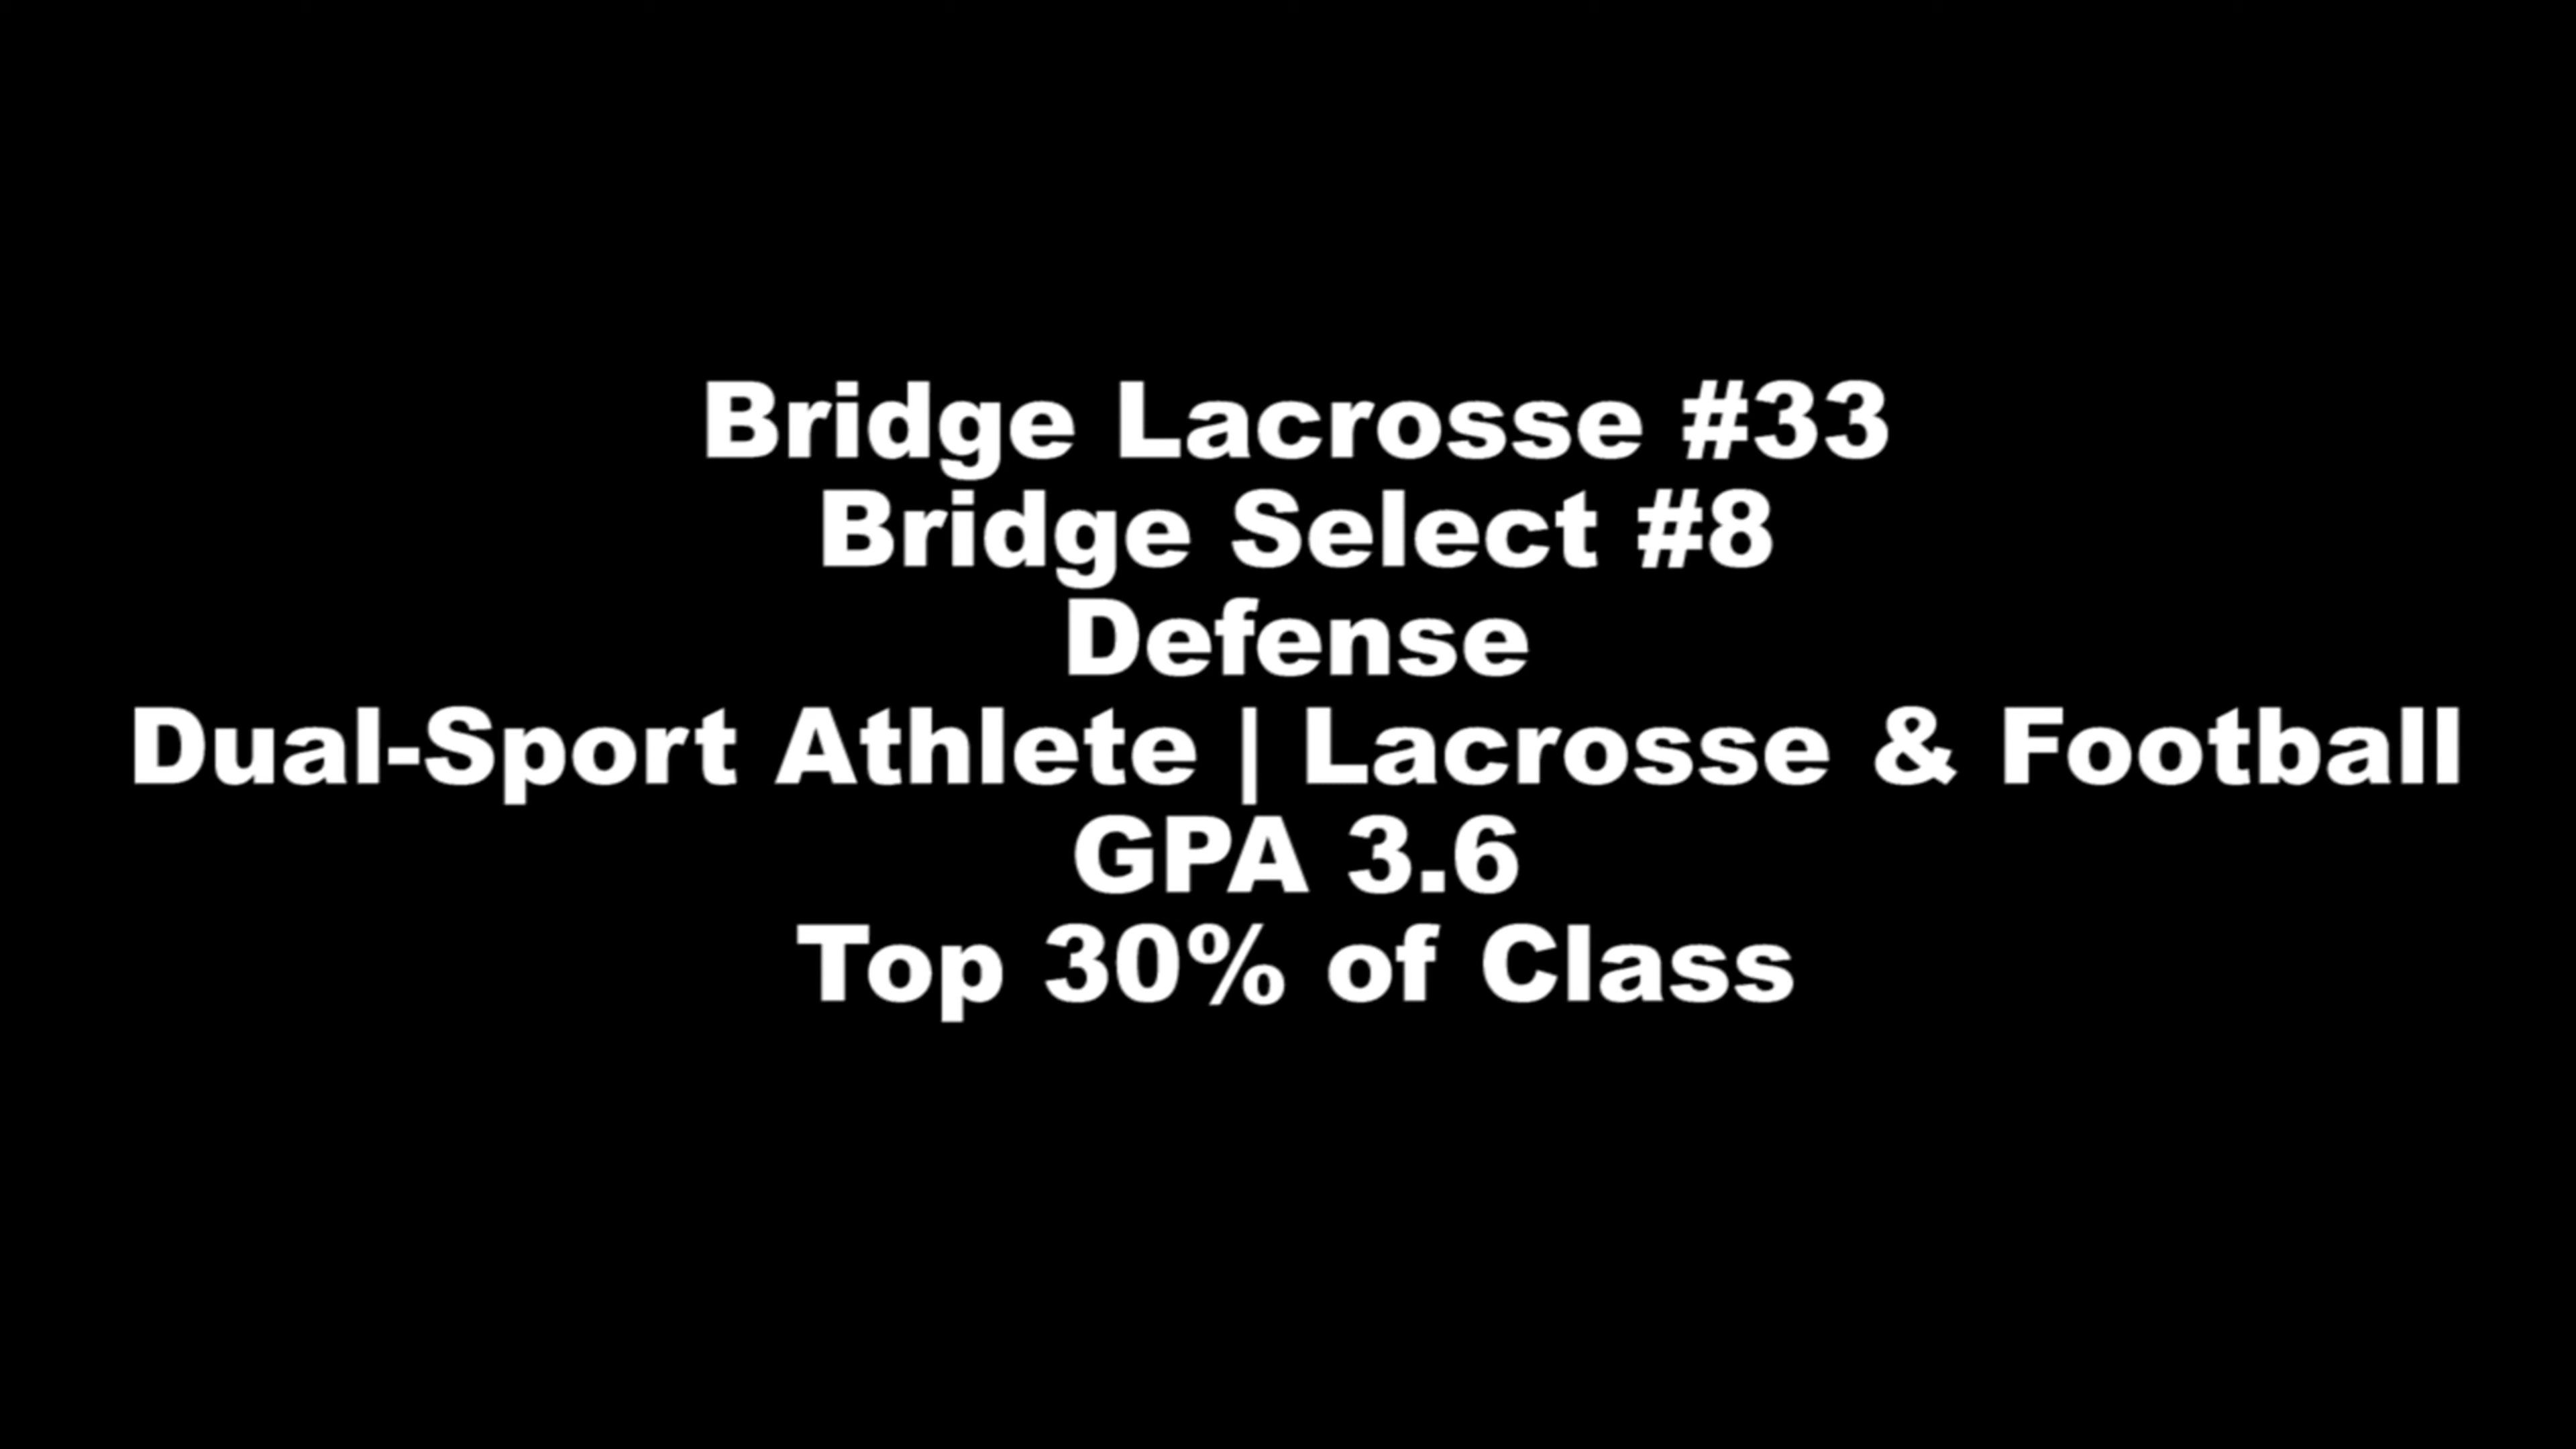 Bridge Lacrosse #33
Bridge Select #8
Defense
Dual-Sport Athlete | Lacrosse & Football
GPA 3.6
Top 30% of Class